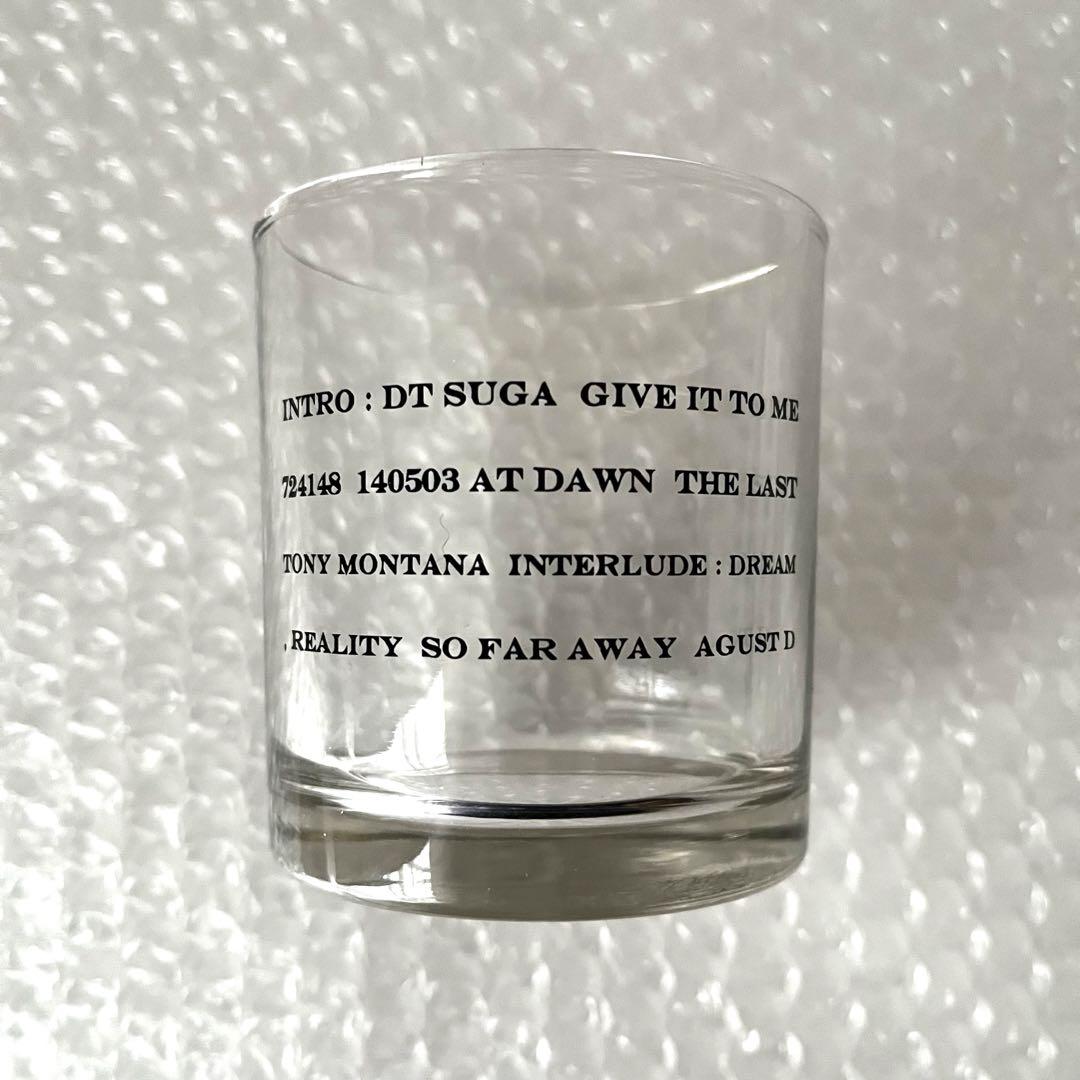 INTRO : DT SUGA GIVE IT TO ME
724148 140503 AT DAWN THE LAST
TONY MONTANA INTERLUDE : DREAM
, REALITY SO FAR AWAY AGUST D